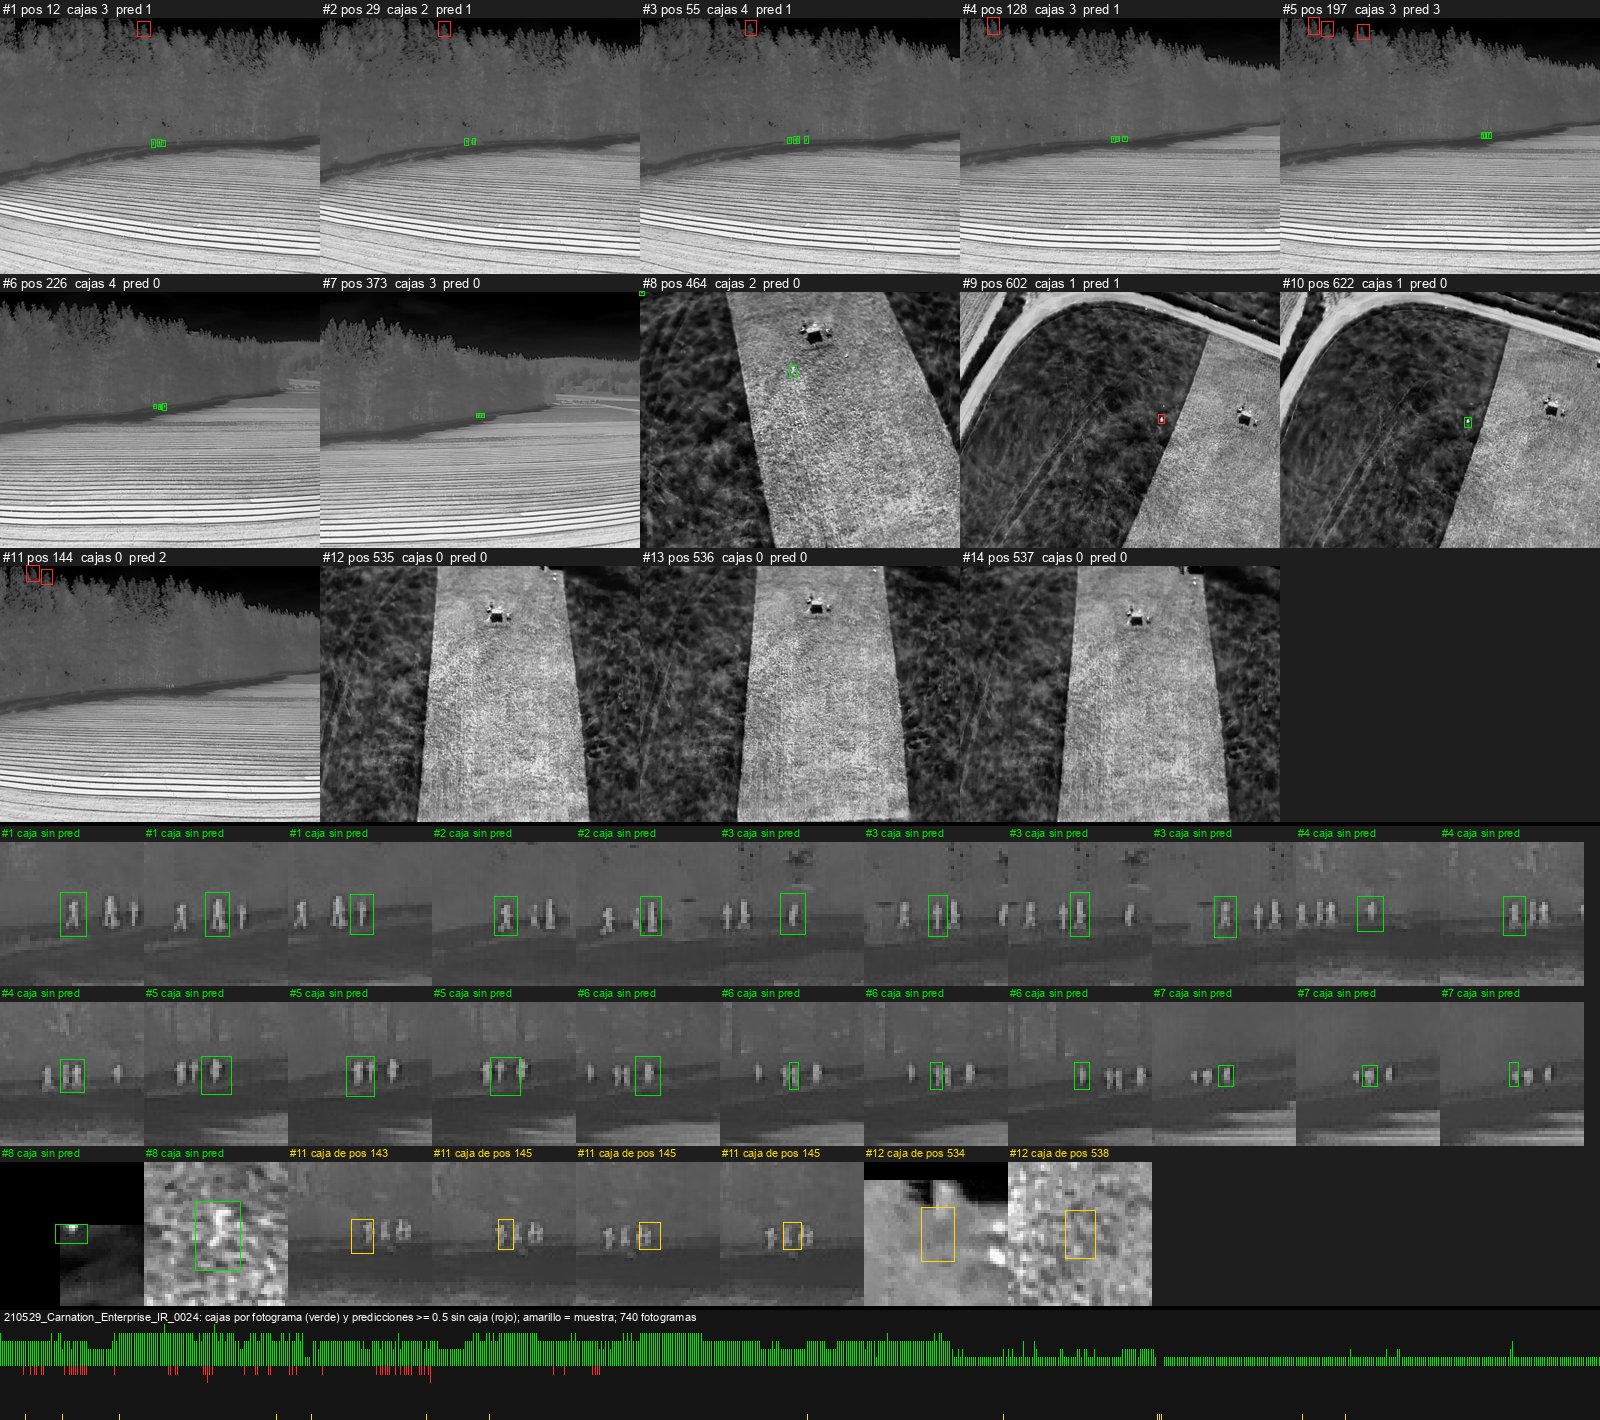 #1 pos 12 cajas 3 pred 1
#2 pos 29 cajas 2 pred 1
#3 pos 55 cajas 4 pred 1
#4 pos 128 cajas 3 pred 1
#5 pos 197 cajas 3 pred 3
#6 pos 226 cajas 4 pred 0
#7 pos 373 cajas 3 pred 0
#8 pos 464 cajas 2 pred 0
#9 pos 602 cajas 1 pred 1
#10 pos 622 cajas 1 pred 0
#11 pos 144 cajas 0 pred 2
#12 pos 535 cajas 0 pred 0
#13 pos 536 cajas 0 pred 0
#14 pos 537 cajas 0 pred 0
#1 caja sin pred
#1 caja sin pred
#1 caja sin pred
#2 caja sin pred
#2 caja sin pred
#3 caja sin pred
#3 caja sin pred
#3 caja sin pred
#3 caja sin pred
#4 caja sin pred
#4 caja sin pred
#4 caja sin pred
#5 caja sin pred
#5 caja sin pred
#5 caja sin pred
#6 caja sin pred
#6 caja sin pred
#6 caja sin pred
#6 caja sin pred
#7 caja sin pred
#7 caja sin pred
#7 caja sin pred
#8 caja sin pred
#8 caja sin pred
#11 caja de pos 143
#11 caja de pos 145
#11 caja de pos 145
#11 caja de pos 145
#12 caja de pos 534
#12 caja de pos 538
210529_Carnation_Enterprise_IR_0024: cajas por fotograma (verde) y predicciones >= 0.5 sin caja (rojo); amarillo = muestra; 740 fotogramas